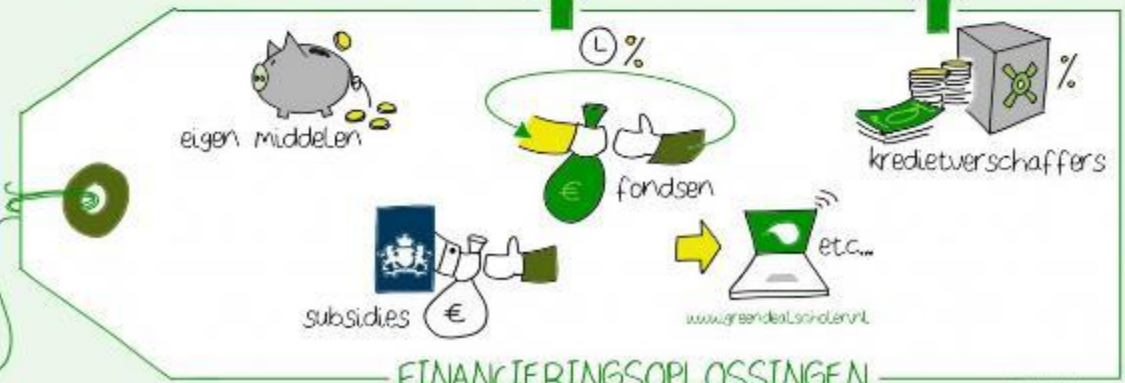 %
%
eigen middelen
fondsen
kredietverschaffers
€
etc...
subsidies
€
www.greendealscholen.nl
FINANCIERINGSOPLOSSINGEN